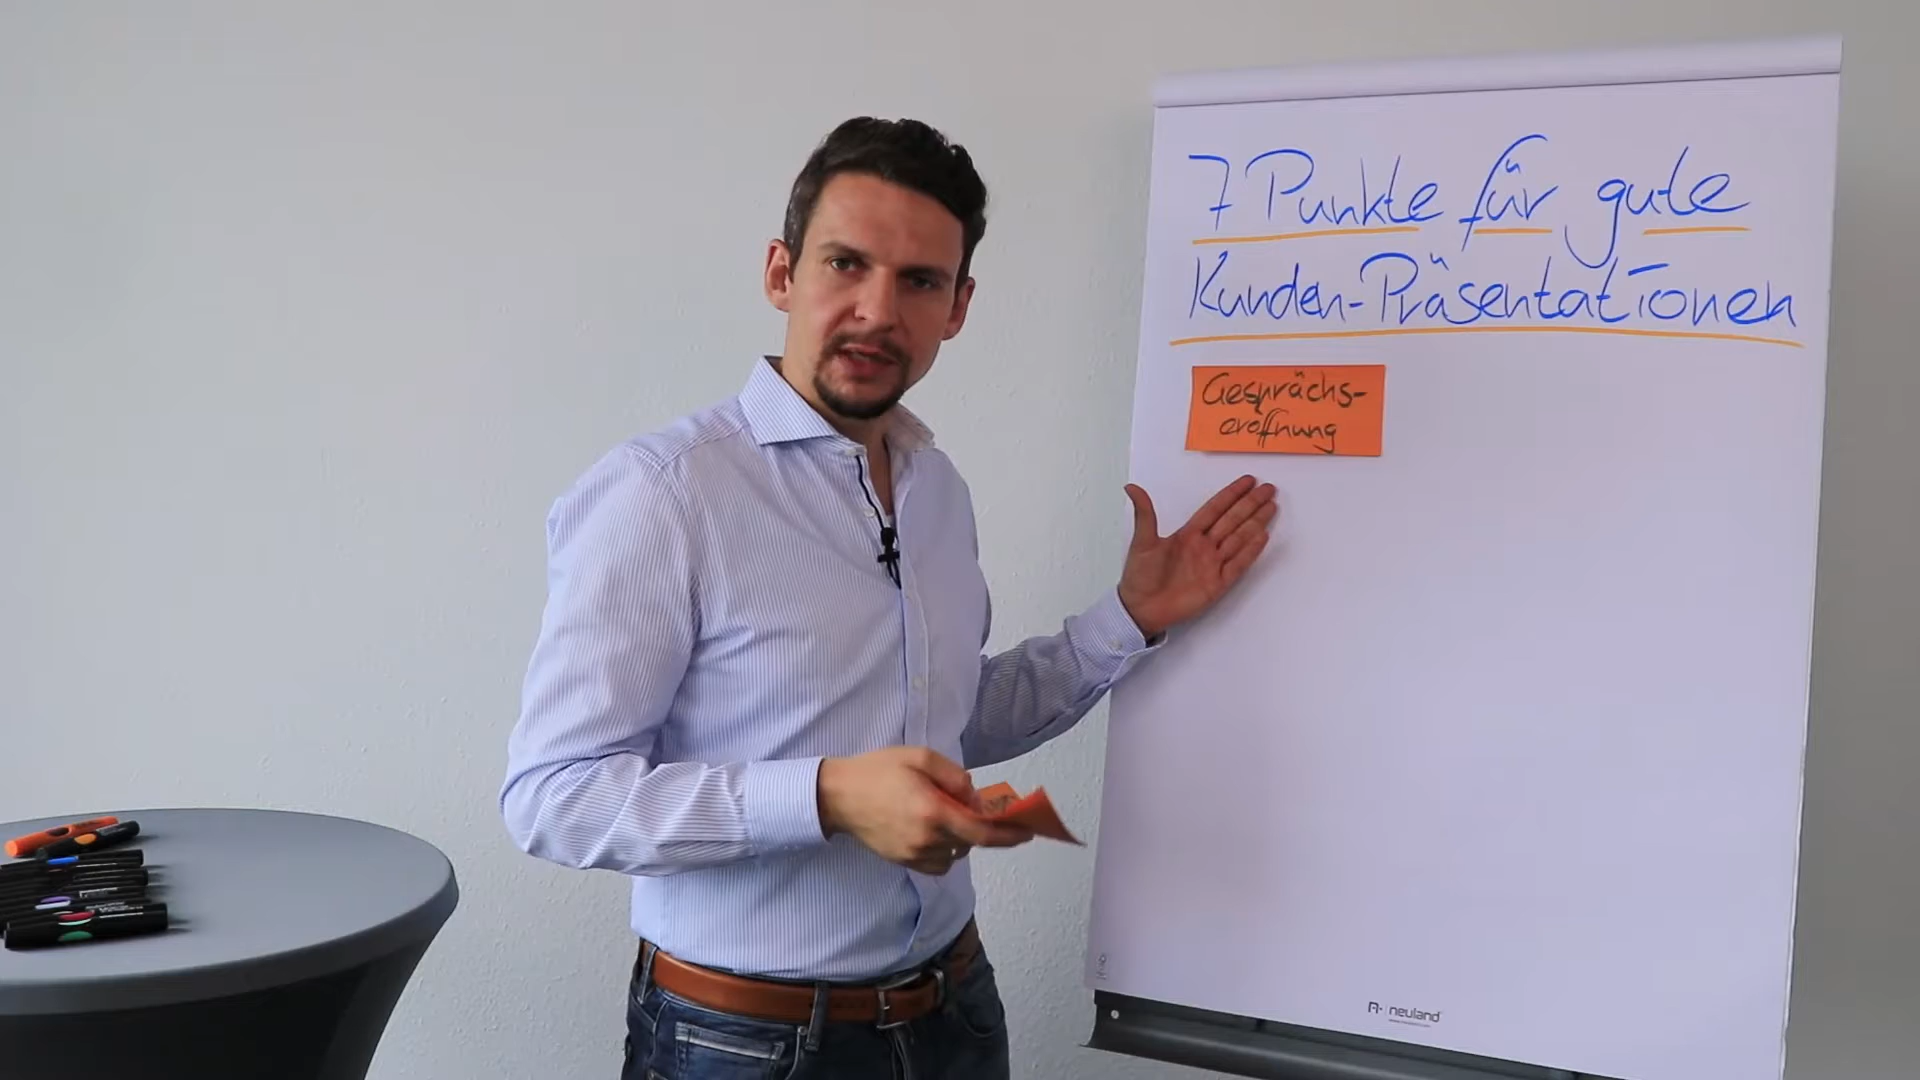 7 Punkte für gute
Kunden-Präsentationen
Gesprächs-
eröffnung
neuland